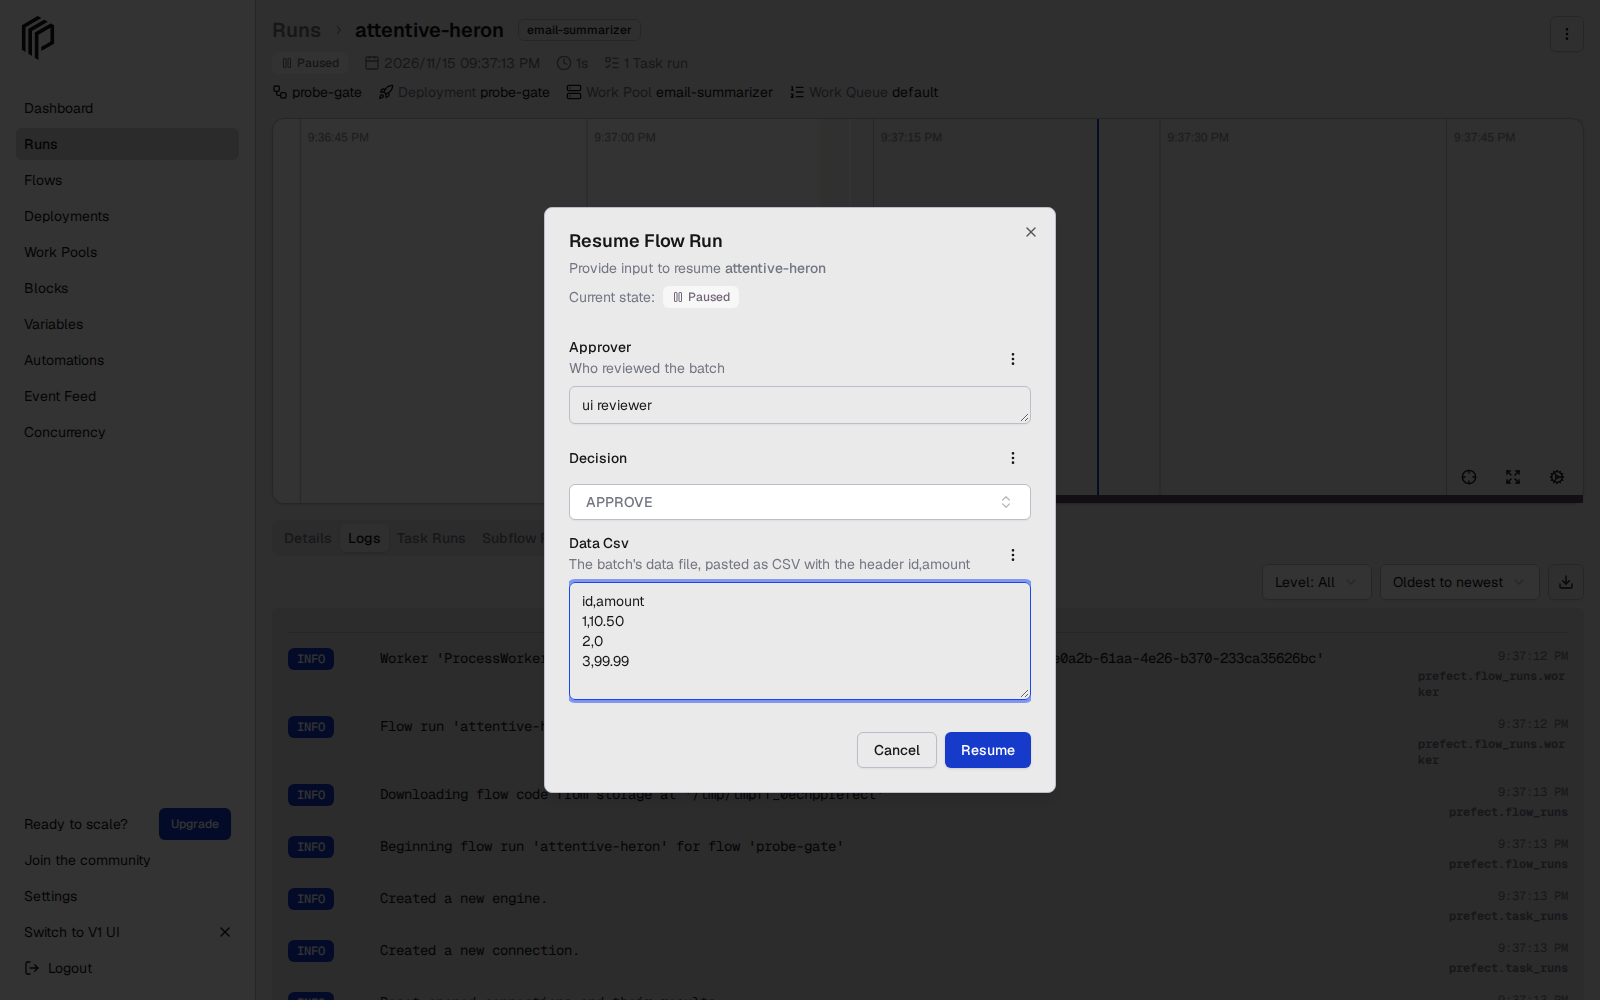 Runs
attentive-heron
email-summarizer
Paused
2026/11/15 09:37:13 PM
1s
1 Task run
probe-gate
Deployment probe-gate
Work Pool email-summarizer
Work Queue default
Dashboard
Runs
Flows
Deployments
Work Pools
Blocks
Variables
Automations
Event Feed
Concurrency
Ready to scale?
Upgrade
Join the community
Settings
Switch to V1 UI
Logout
9:36:45 PM
9:37:00 PM
9:37:15 PM
9:37:30 PM
9:37:45 PM
Resume Flow Run
Provide input to resume attentive-heron
Current state: Paused
Approver
Who reviewed the batch
ui reviewer
Decision
APPROVE
Data Csv
The batch's data file, pasted as CSV with the header id,amount
id,amount
1,10.50
2,0
3,99.99
Cancel
Resume
Details
Logs
Task Runs
Subflow
Level: All
Oldest to newest
INFO
Worker 'ProcessWorker
e0a2b-61aa-4e26-b370-233ca35626bc'
9:37:12 PM
prefect.flow_runs.wor
ker
INFO
Flow run 'attentive-h
9:37:12 PM
prefect.flow_runs.wor
ker
INFO
Downloading flow code from storage at
9:37:13 PM
prefect.flow_runs
INFO
Beginning flow run 'attentive-heron' for flow 'probe-gate'
9:37:13 PM
prefect.flow_runs
INFO
Created a new engine.
9:37:13 PM
prefect.task_runs
INFO
Created a new connection.
9:37:13 PM
prefect.task_runs
INFO
9:37:13 PM